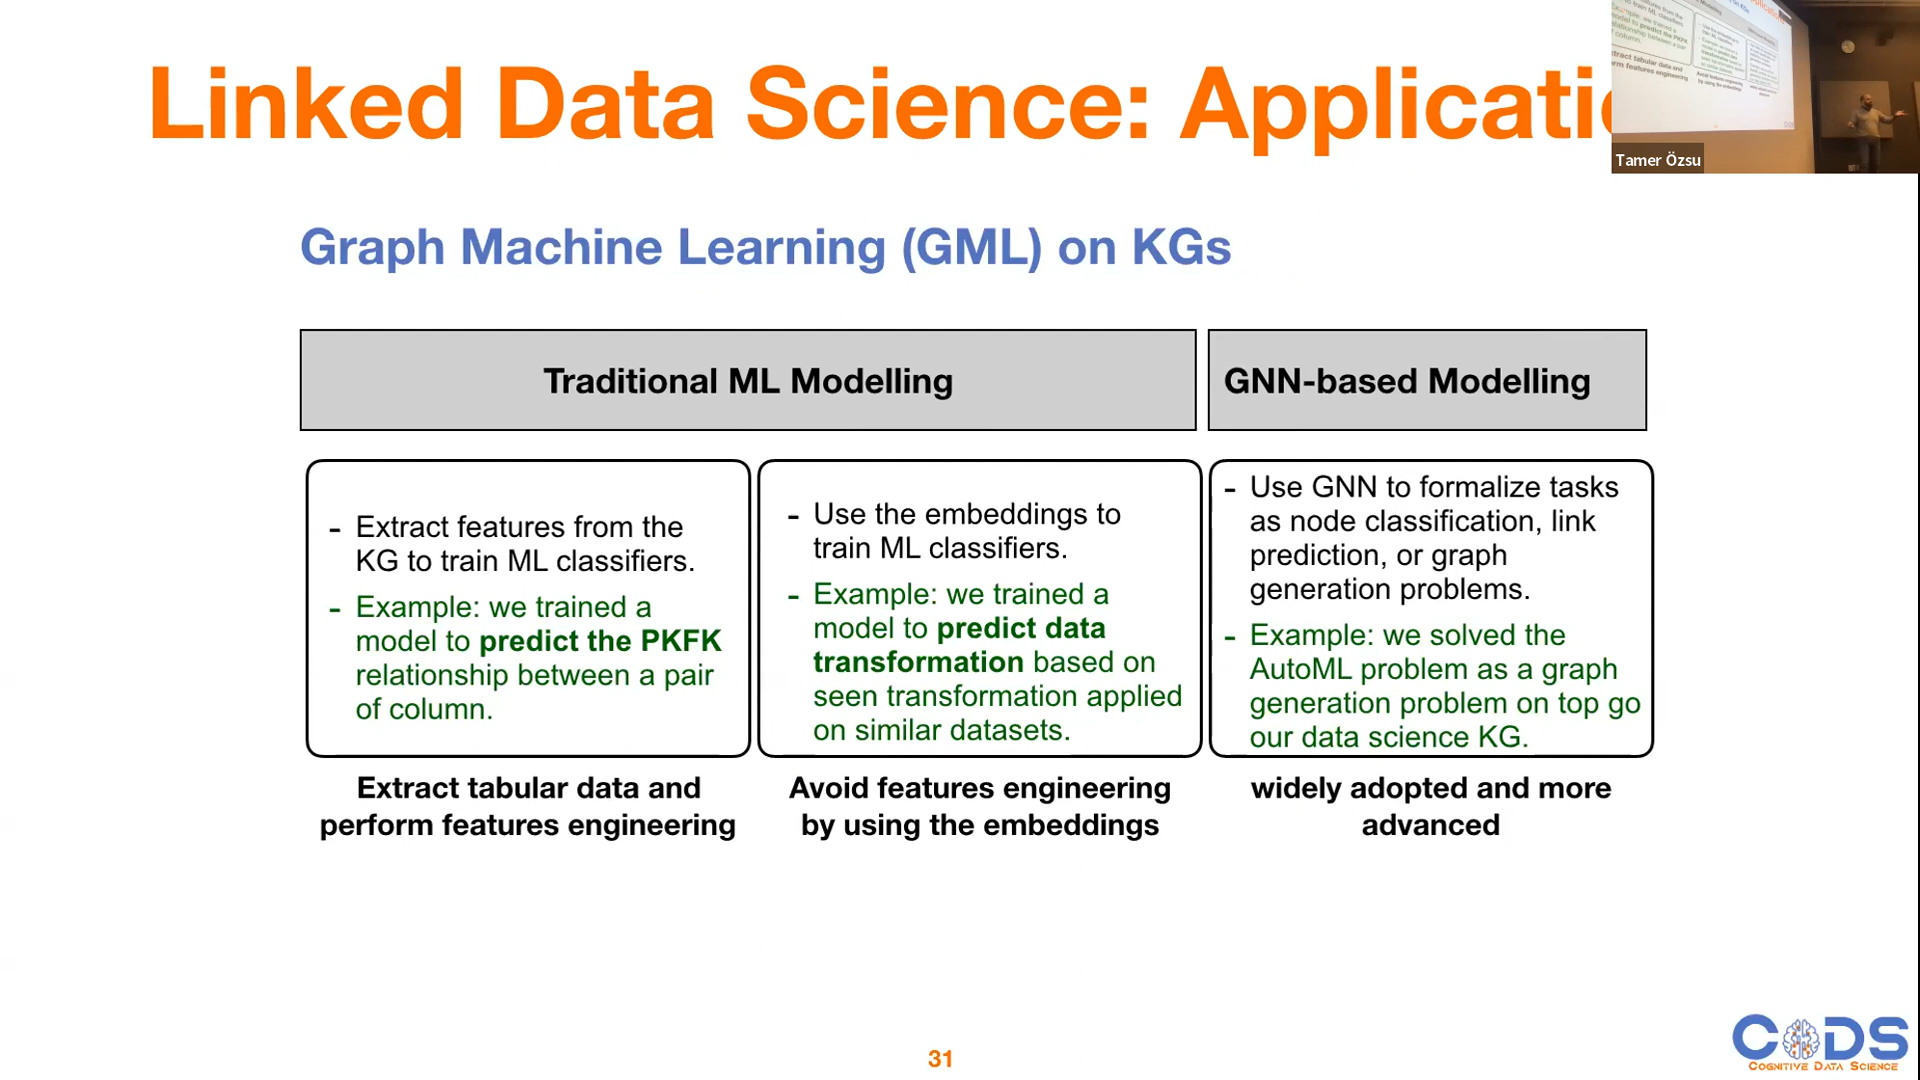 Linked Data Science: Applicatio
Tamer Özsu
Graph Machine Learning (GML) on KGs
Traditional ML Modelling
GNN-based Modelling
- Extract features from the
KG to train ML classifiers.
- Example: we trained a
model to predict the PKFK
relationship between a pair
of column.
- Use the embeddings to
train ML classifiers.
- Example: we trained a
model to predict data
transformation based on
seen transformation applied
on similar datasets.
- Use GNN to formalize tasks
as node classification, link
prediction, or graph
generation problems.
- Example: we solved the
AutoML problem as a graph
generation problem on top go
our data science KG.
Extract tabular data and
perform features engineering
Avoid features engineering
by using the embeddings
widely adopted and more
advanced
31
CODS
COGNITIVE DATA SCIENCE